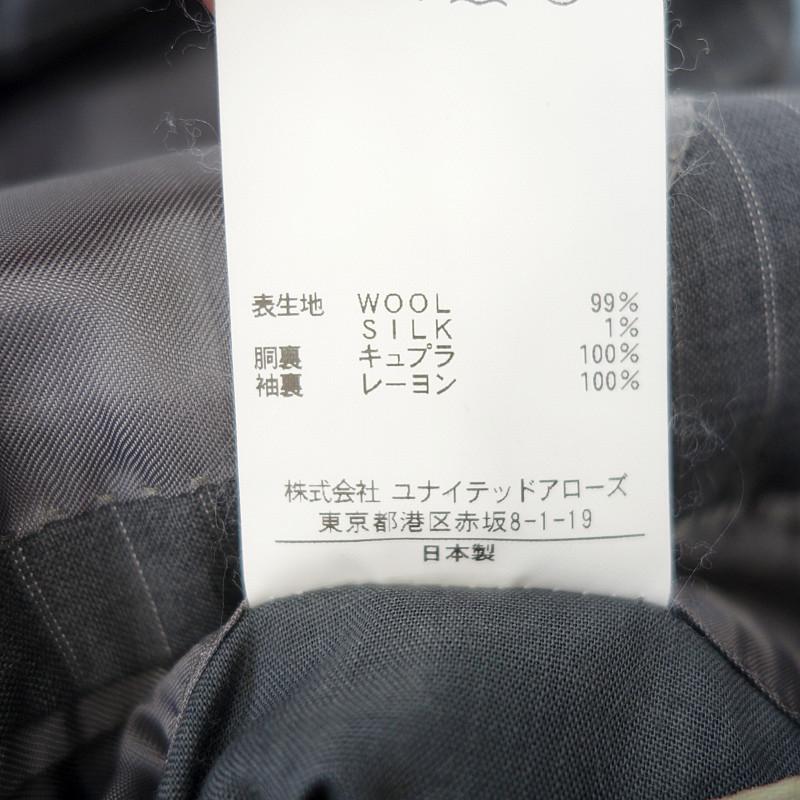 表生地 WOOL 99%
SILK 1%
胴裏 キュプラ 100%
袖裏 レーヨン 100%
株式会社 ユナイテッドアローズ
東京都港区赤坂8-1-19
日本製